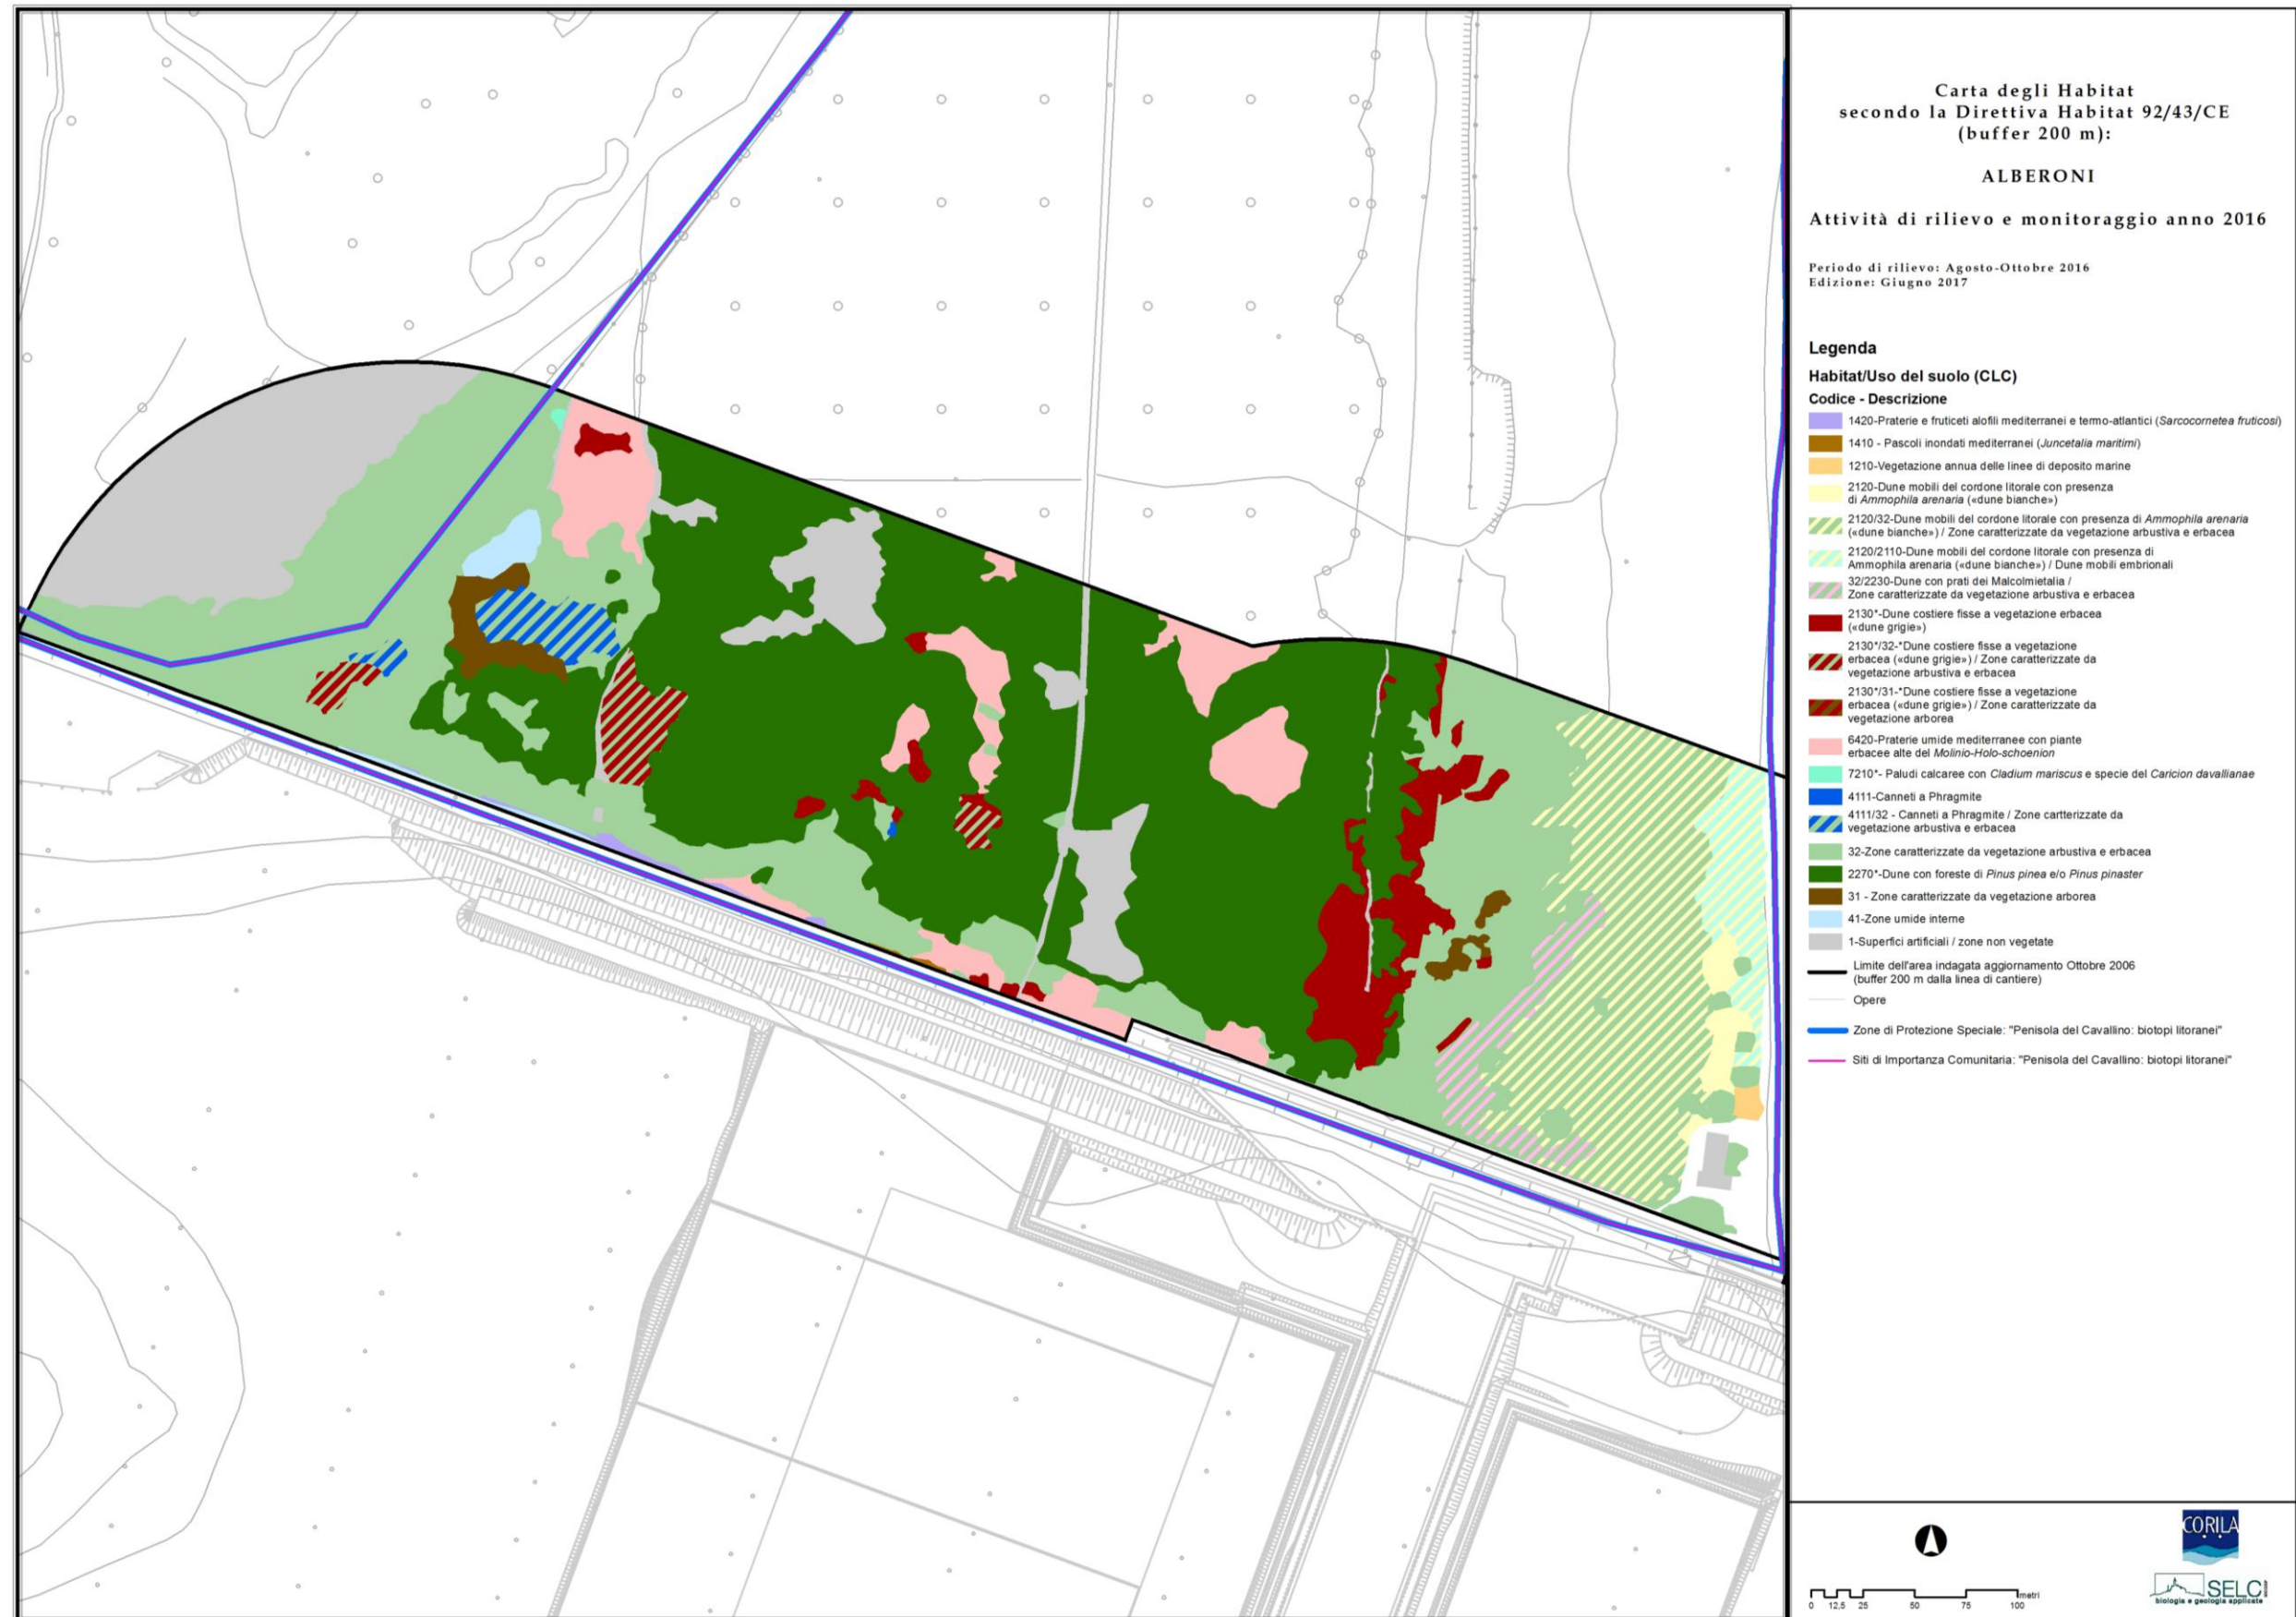 Carta degli Habitat
secondo la Direttiva Habitat 92/43/CE
(buffer 200 m):
ALBERONI
Attività di rilievo e monitoraggio anno 2016
Periodo di rilievo: Agosto-Ottobre 2016
Edizione: Giugno 2017
Legenda
Habitat/Uso del suolo (CLC)
Codice - Descrizione
1420-Praterie e fruticeti alofili mediterranei e termo-atlantici (Sarcocornetea fruticosi)
1410 - Pascoli inondati mediterranei (Juncetalia maritimi)
1210-Vegetazione annua delle linee di deposito marine
2120-Dune mobili del cordone litorale con presenza
di Ammophila arenaria («dune bianche»)
2120/32-Dune mobili del cordone litorale con presenza di Ammophila arenaria
(«dune bianche») / Zone caratterizzate da vegetazione arbustiva e erbacea
2120/2110-Dune mobili del cordone litorale con presenza di
Ammophila arenaria («dune bianche») / Dune mobili embrionali
32/2230-Dune con prati dei Malcolmietalia /
Zone caratterizzate da vegetazione arbustiva e erbacea
2130*-Dune costiere fisse a vegetazione erbacea
(«dune grigie»)
2130*/32-*Dune costiere fisse a vegetazione
erbacea («dune grigie») / Zone caratterizzate da
vegetazione arbustiva e erbacea
2130*/31-*Dune costiere fisse a vegetazione
erbacea («dune grigie») / Zone caratterizzate da
vegetazione arborea
6420-Praterie umide mediterranee con piante
erbacee alte del Molinio-Holo-schoenion
7210*- Paludi calcaree con Cladium mariscus e specie del Caricion davallianae
4111-Canneti a Phragmite
4111/32 - Canneti a Phragmite / Zone cartterizzate da
vegetazione arbustiva e erbacea
32-Zone caratterizzate da vegetazione arbustiva e erbacea
2270*-Dune con foreste di Pinus pinea e/o Pinus pinaster
31 - Zone caratterizzate da vegetazione arborea
41-Zone umide interne
1-Superfici artificiali / zone non vegetate
Limite dell'area indagata aggiornamento Ottobre 2006
(buffer 200 m dalla linea di cantiere)
Opere
Zone di Protezione Speciale: "Penisola del Cavallino: biotopi litoranei"
Siti di Importanza Comunitaria: "Penisola del Cavallino: biotopi litoranei"
CORILA
metri
0 12,5 25 50 75 100
SELC
biologia e geologia applicate